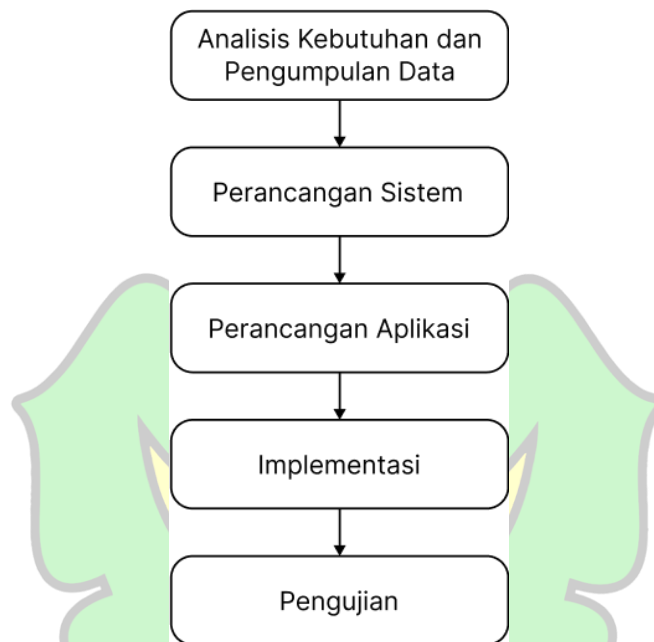 Analisis Kebutuhan dan
Pengumpulan Data
Perancangan Sistem
Perancangan Aplikasi
Implementasi
Pengujian